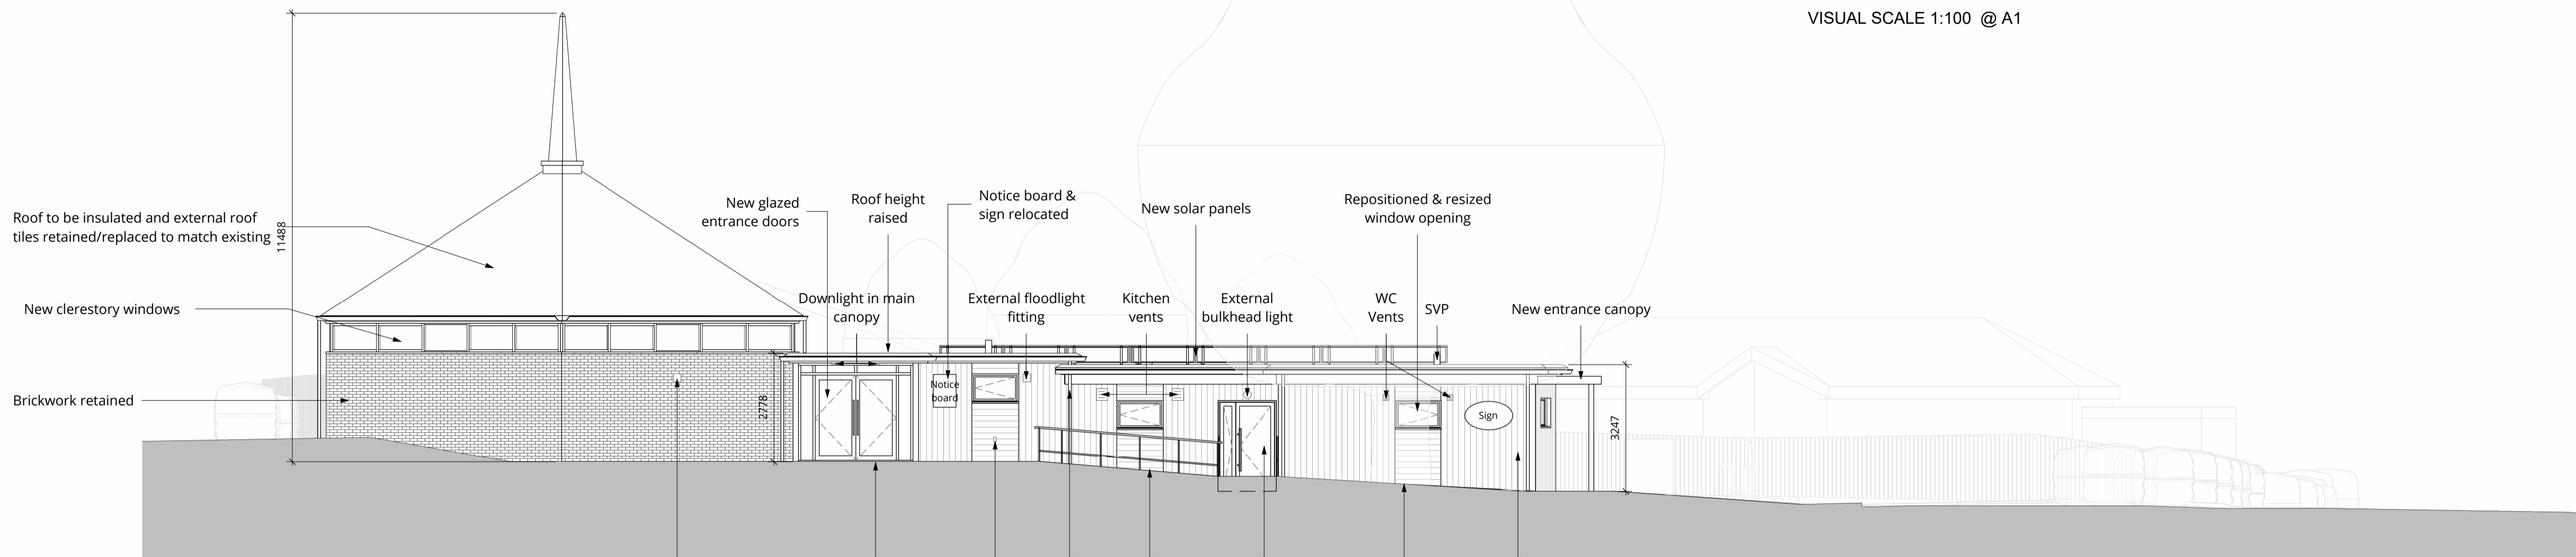 VISUAL SCALE 1:100 @ A1
Roof to be insulated and external roof
tiles retained/replaced to match existing
11488
New clerestory windows
Brickwork retained
New glazed
entrance doors
Roof height
raised
Notice board &
sign relocated
New solar panels
Repositioned & resized
window opening
Downlight in main
canopy
External floodlight
fitting
Kitchen
vents
External
bulkhead light
WC
Vents
SVP
New entrance canopy
2778
Notice
board
Sign
3247